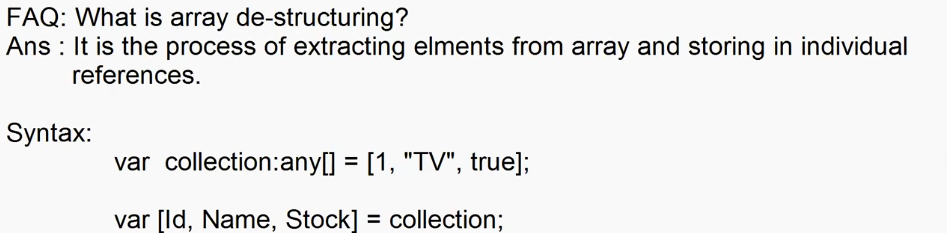 FAQ: What is array de-structuring?
Ans : It is the process of extracting elments from array and storing in individual
references.
Syntax:
var collection:any[] = [1, "TV", true];
var [Id, Name, Stock] = collection;